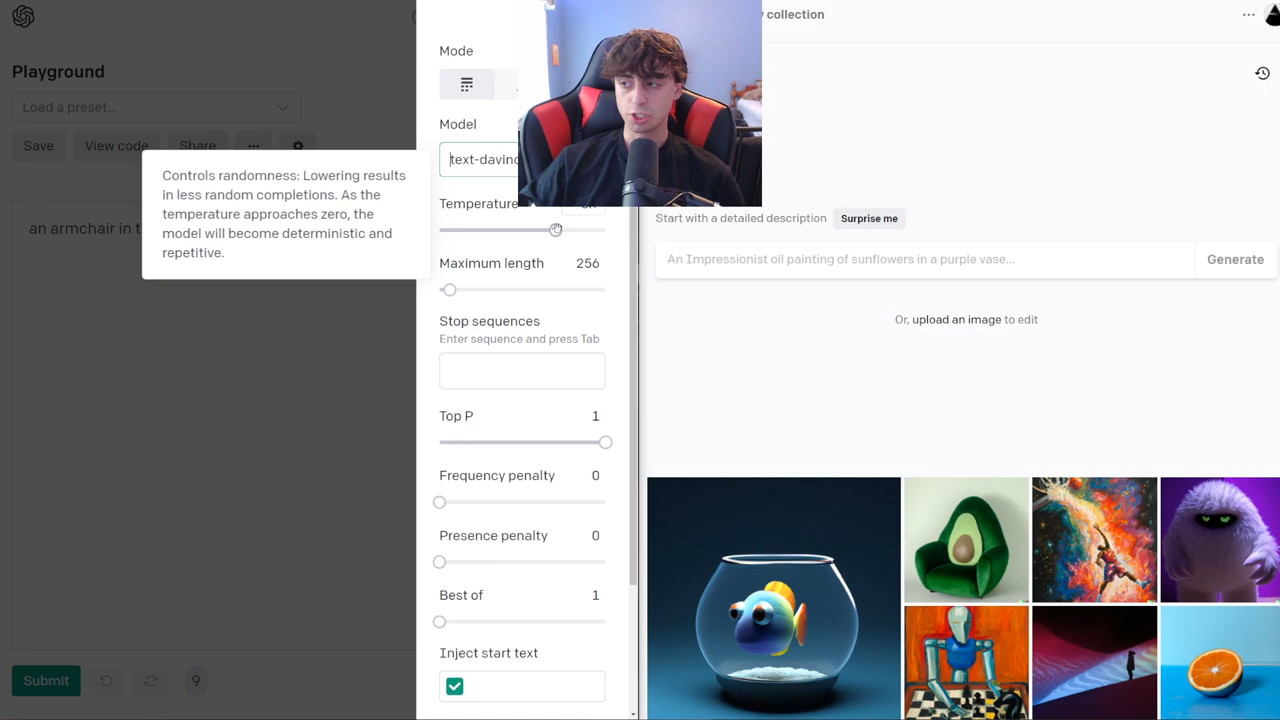 Playground
Load a preset...
Save
View code
Share
...
Controls randomness: Lowering results
in less random completions. As the
temperature approaches zero, the
model will become deterministic and
repetitive.
an armchair in t
Submit
9
Mode
Model
text-davinc
Temperature
Maximum length 256
Stop sequences
Enter sequence and press Tab
Top P 1
Frequency penalty 0
Presence penalty 0
Best of 1
Inject start text
collection
...
Start with a detailed description
Surprise me
An Impressionist oil painting of sunflowers in a purple vase...
Generate
Or, upload an image to edit